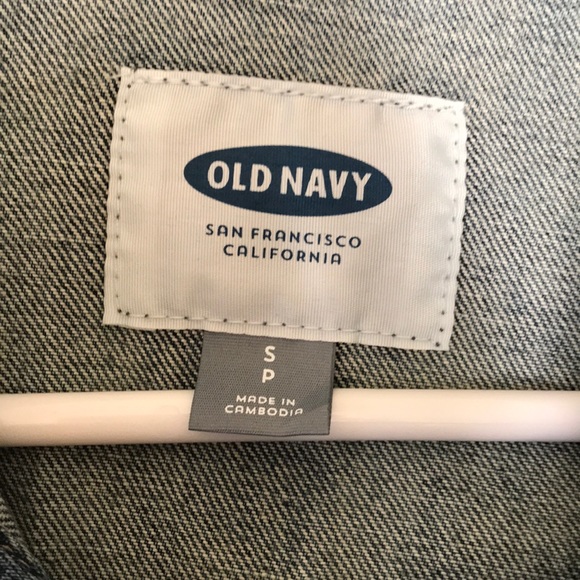 OLD NAVY
SAN FRANCISCO
CALIFORNIA
S
P
MADE IN
CAMBODIA